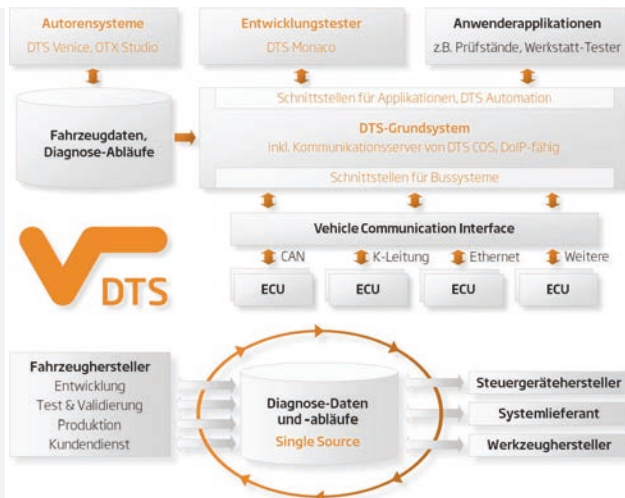 Autorensysteme
DTS Venice, OTX Studio
Entwicklungstester
DTS Monaco
Anwenderapplikationen
z.B. Prüfstände, Werkstatt-Tester
Fahrzeugdaten,
Diagnose-Abläufe
Schnittstellen für Applikationen, DTS Automation
DTS-Grundsystem
inkl. Kommunikationsserver von DTS COS, DoIP-fähig
Schnittstellen für Bussysteme
Vehicle Communication Interface
CAN
K-Leitung
Ethernet
Weitere
ECU
ECU
ECU
ECU
DTS
Fahrzeughersteller
Entwicklung
Test & Validierung
Produktion
Kundendienst
Diagnose-Daten
und -abläufe
Single Source
Steuergerätehersteller
Systemlieferant
Werkzeughersteller